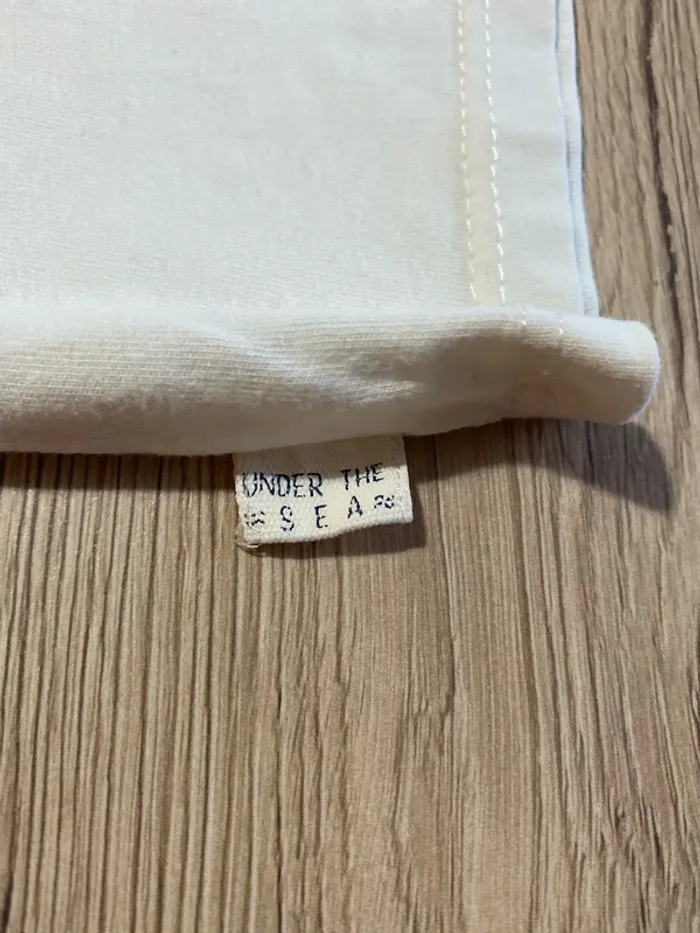 UNDER THE
≈ S E A ≈